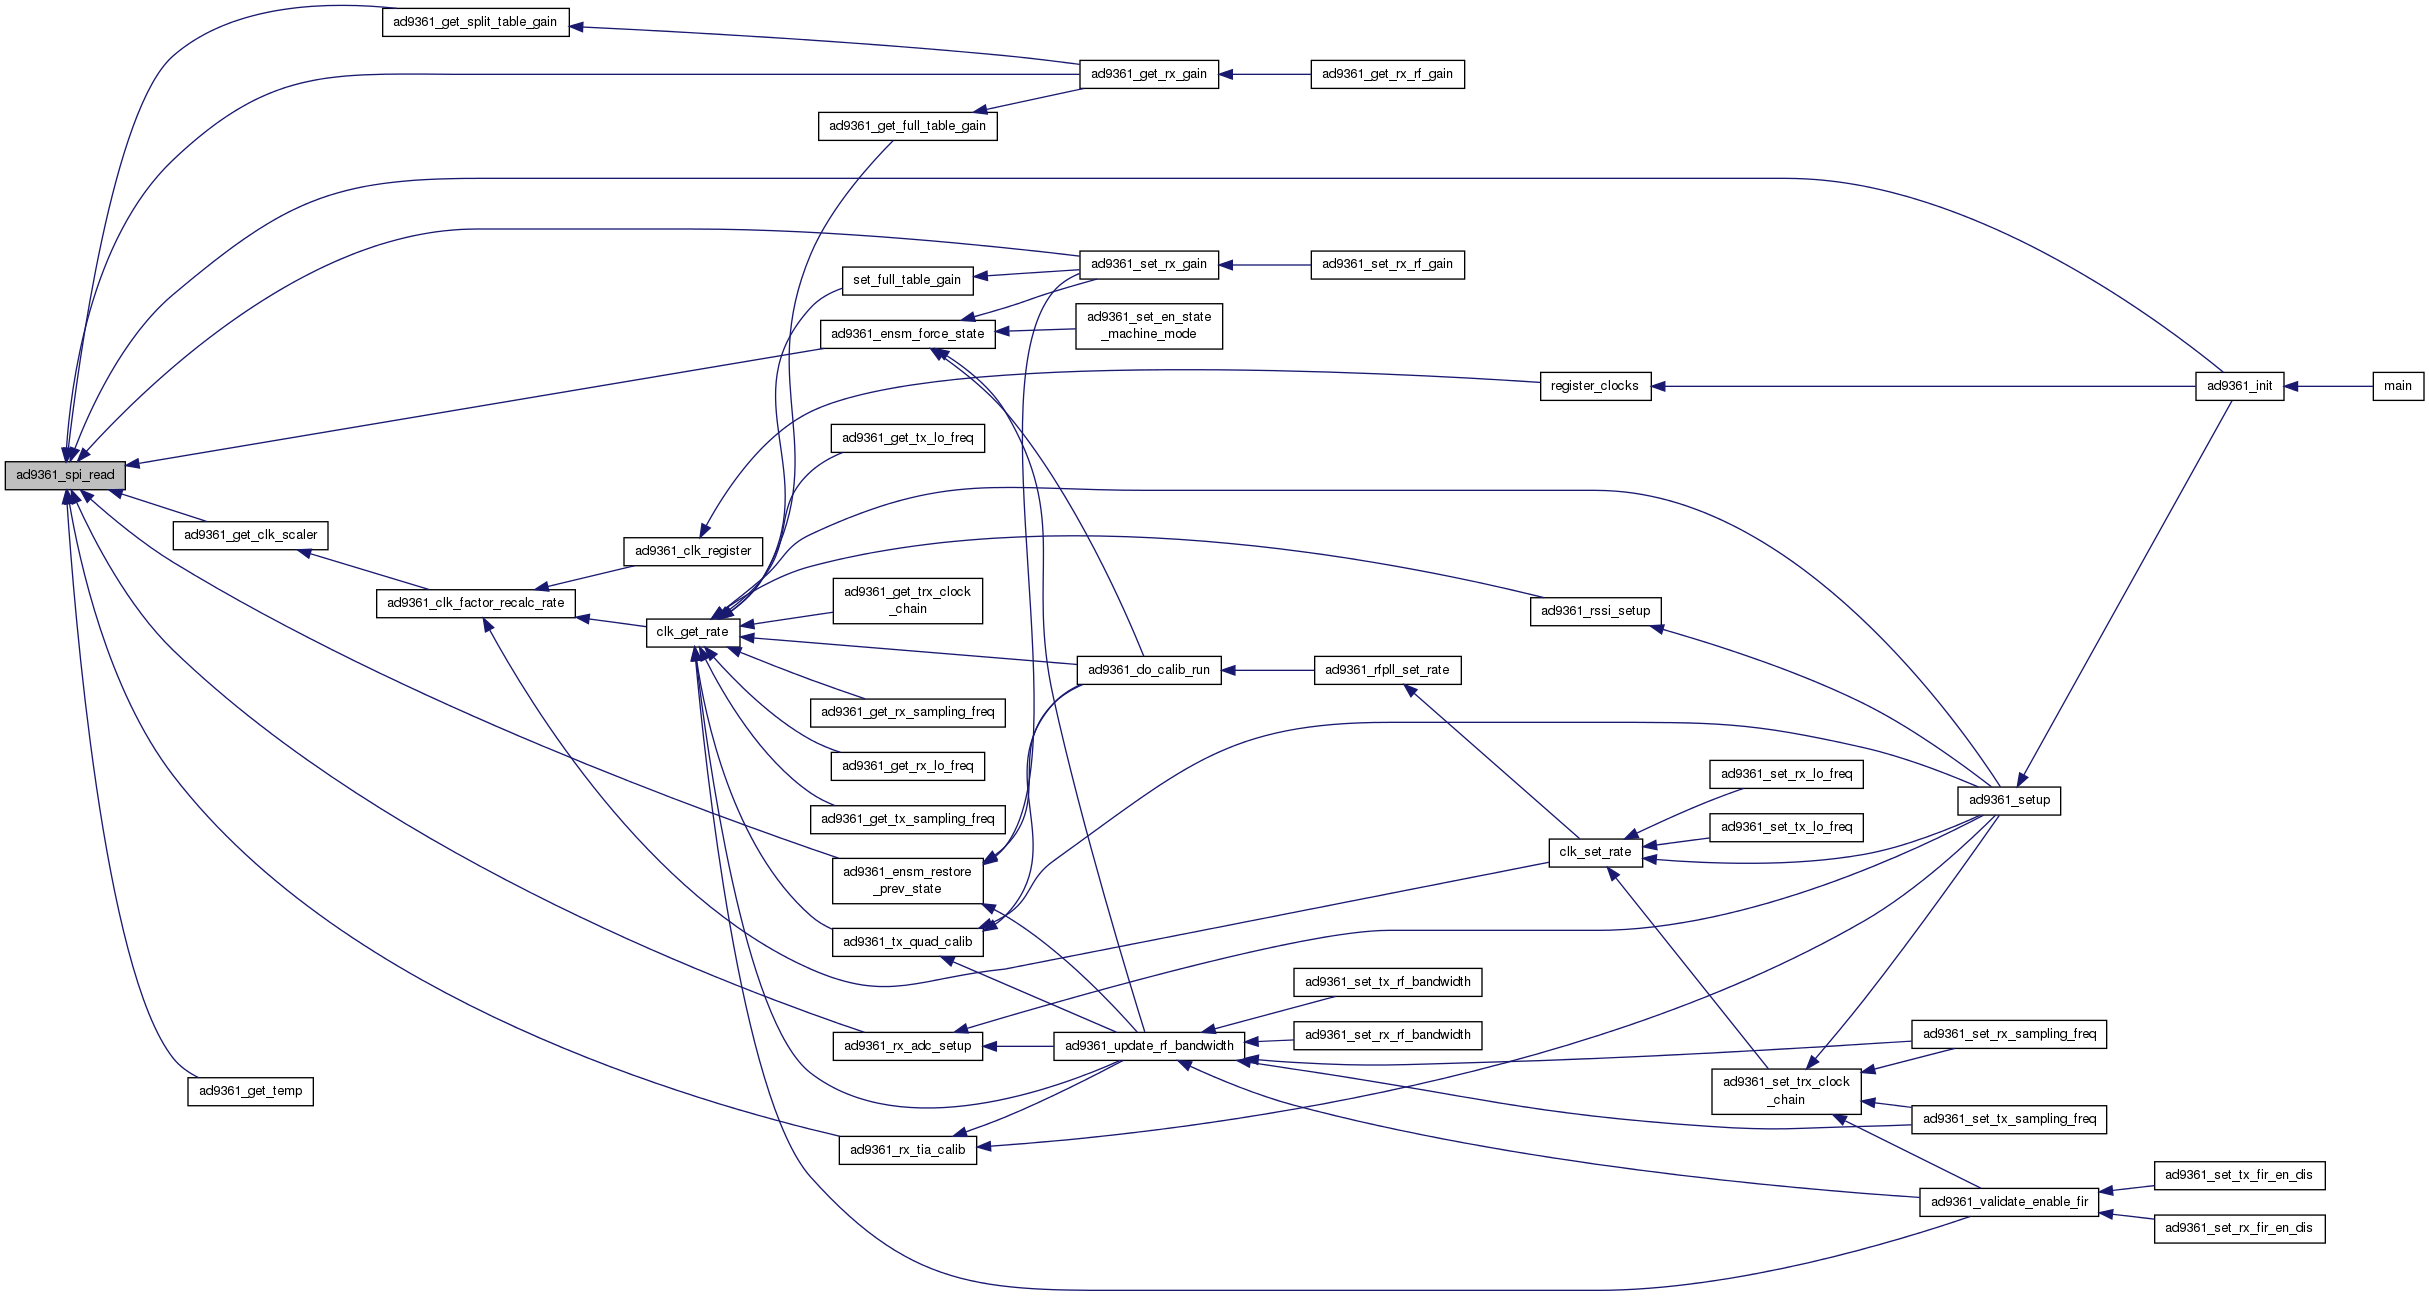 ad9361_get_split_table_gain
ad9361_get_rx_gain
ad9361_get_rx_rf_gain
ad9361_get_full_table_gain
ad9361_set_rx_gain
ad9361_set_rx_rf_gain
set_full_table_gain
ad9361_ensm_force_state
ad9361_set_en_state
_machine_mode
register_clocks
ad9361_init
main
ad9361_get_tx_lo_freq
ad9361_spi_read
ad9361_get_clk_scaler
ad9361_clk_register
ad9361_clk_factor_recalc_rate
ad9361_get_trx_clock
_chain
ad9361_rssi_setup
clk_get_rate
ad9361_do_calib_run
ad9361_rfpll_set_rate
ad9361_get_rx_sampling_freq
ad9361_get_rx_lo_freq
ad9361_set_rx_lo_freq
ad9361_setup
ad9361_get_tx_sampling_freq
ad9361_set_tx_lo_freq
clk_set_rate
ad9361_ensm_restore
_prev_state
ad9361_tx_quad_calib
ad9361_set_tx_rf_bandwidth
ad9361_set_rx_rf_bandwidth
ad9361_set_rx_sampling_freq
ad9361_rx_adc_setup
ad9361_update_rf_bandwidth
ad9361_get_temp
ad9361_set_trx_clock
_chain
ad9361_set_tx_sampling_freq
ad9361_rx_tia_calib
ad9361_set_tx_fir_en_dis
ad9361_validate_enable_fir
ad9361_set_rx_fir_en_dis